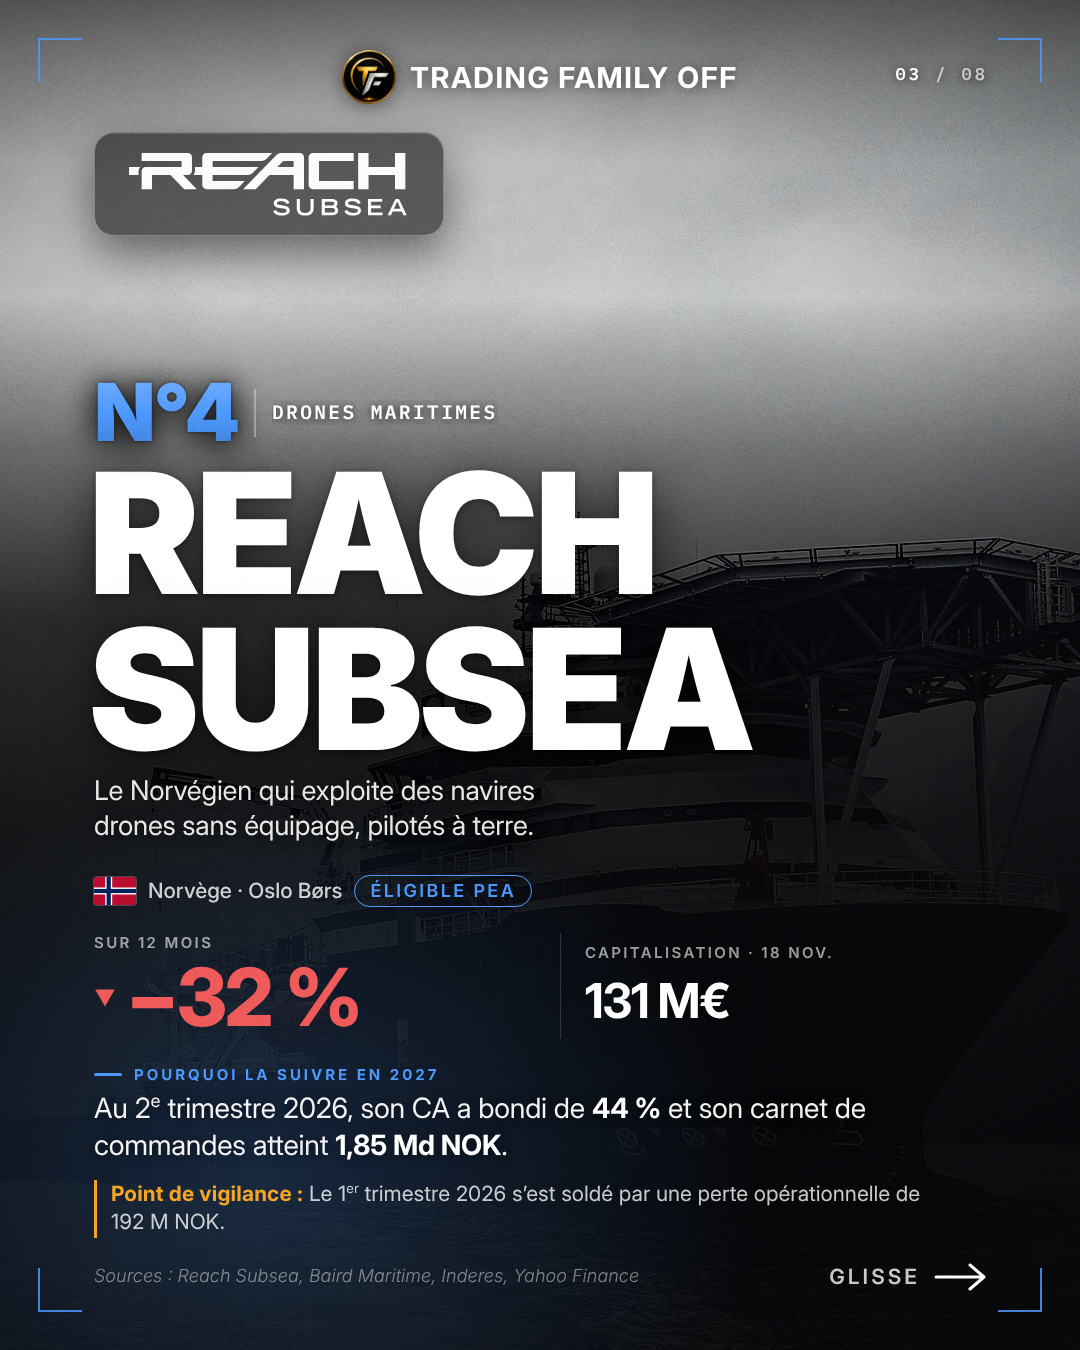 TRADING FAMILY OFF
03 / 08
REACH
SUBSEA
N°4
DRONES MARITIMES
REACH
SUBSEA
Le Norvégien qui exploite des navires
drones sans équipage, pilotés à terre.
Norvège · Oslo Børs
ÉLIGIBLE PEA
SUR 12 MOIS
▼ −32 %
CAPITALISATION · 18 NOV.
131 M€
POURQUOI LA SUIVRE EN 2027
Au 2e trimestre 2026, son CA a bondi de 44 % et son carnet de
commandes atteint 1,85 Md NOK.
Point de vigilance : Le 1er trimestre 2026 s’est soldé par une perte opérationnelle de
192 M NOK.
Sources : Reach Subsea, Baird Maritime, Inderes, Yahoo Finance
GLISSE →